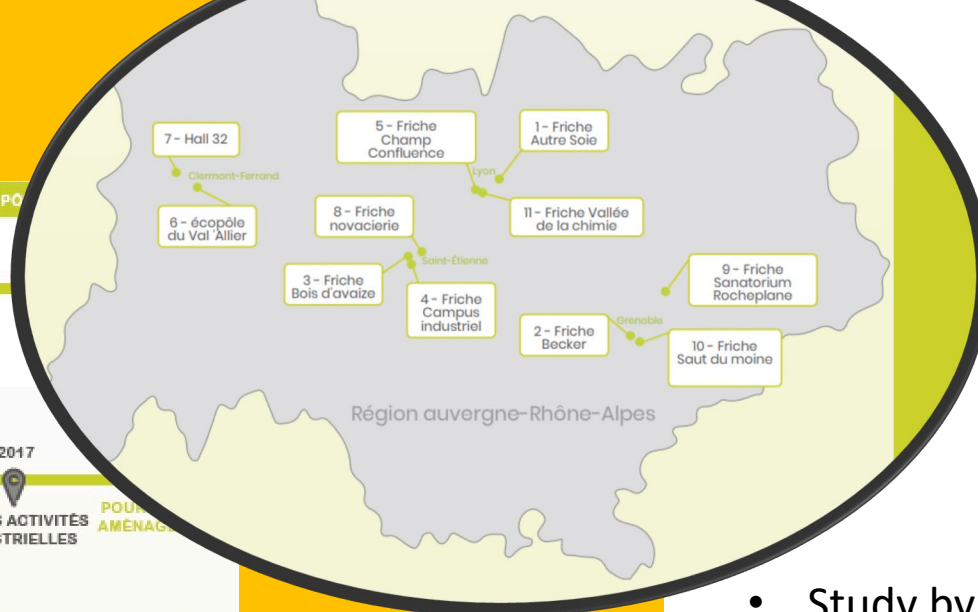 7 - Hall 32
Clermont-Ferrand
6 - écopôle
du Val 'Allier
5 - Friche
Champ
Confluence
1 - Friche
Autre Soie
Lyon
11 - Friche Vallée
de la chimie
8 - Friche
novacierie
Saint-Étienne
3 - Friche
Bois d'avaize
4 - Friche
Campus
industriel
9 - Friche
Sanatorium
Rocheplane
Grenoble
2 - Friche
Becker
10 - Friche
Saut du moine
Région auvergne-Rhône-Alpes
2017
ACTIVITÉS
• Study by